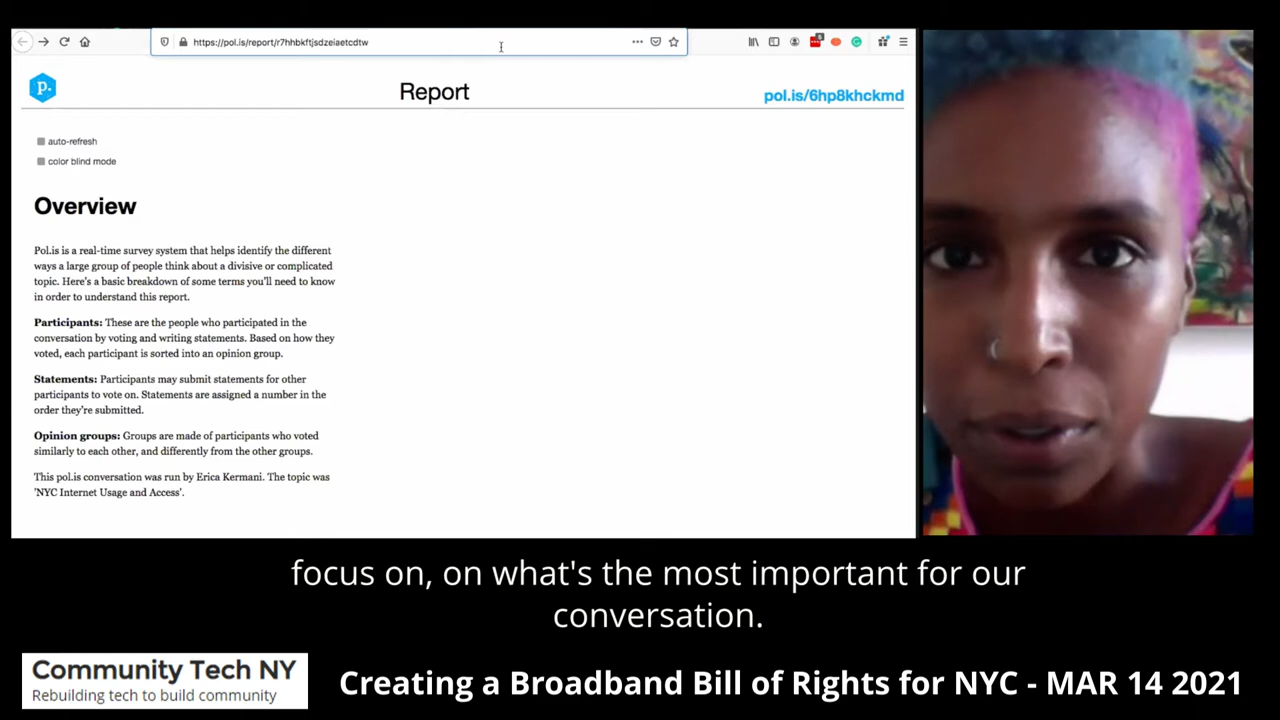 https://pol.is/report/r7hhbkftjsdzeiaetcdtw
p.
Report
pol.is/6hp8khckmd
auto-refresh
color blind mode
Overview
Pol.is is a real-time survey system that helps identify the different
ways a large group of people think about a divisive or complicated
topic. Here's a basic breakdown of some terms you'll need to know
in order to understand this report.
Participants: These are the people who participated in the
conversation by voting and writing statements. Based on how they
voted, each participant is sorted into an opinion group.
Statements: Participants may submit statements for other
participants to vote on. Statements are assigned a number in the
order they're submitted.
Opinion groups: Groups are made of participants who voted
similarly to each other, and differently from the other groups.
This pol.is conversation was run by Erica Kermani. The topic was
'NYC Internet Usage and Access'.
focus on, on what's the most important for our
conversation.
Community Tech NY
Rebuilding tech to build community
Creating a Broadband Bill of Rights for NYC - MAR 14 2021